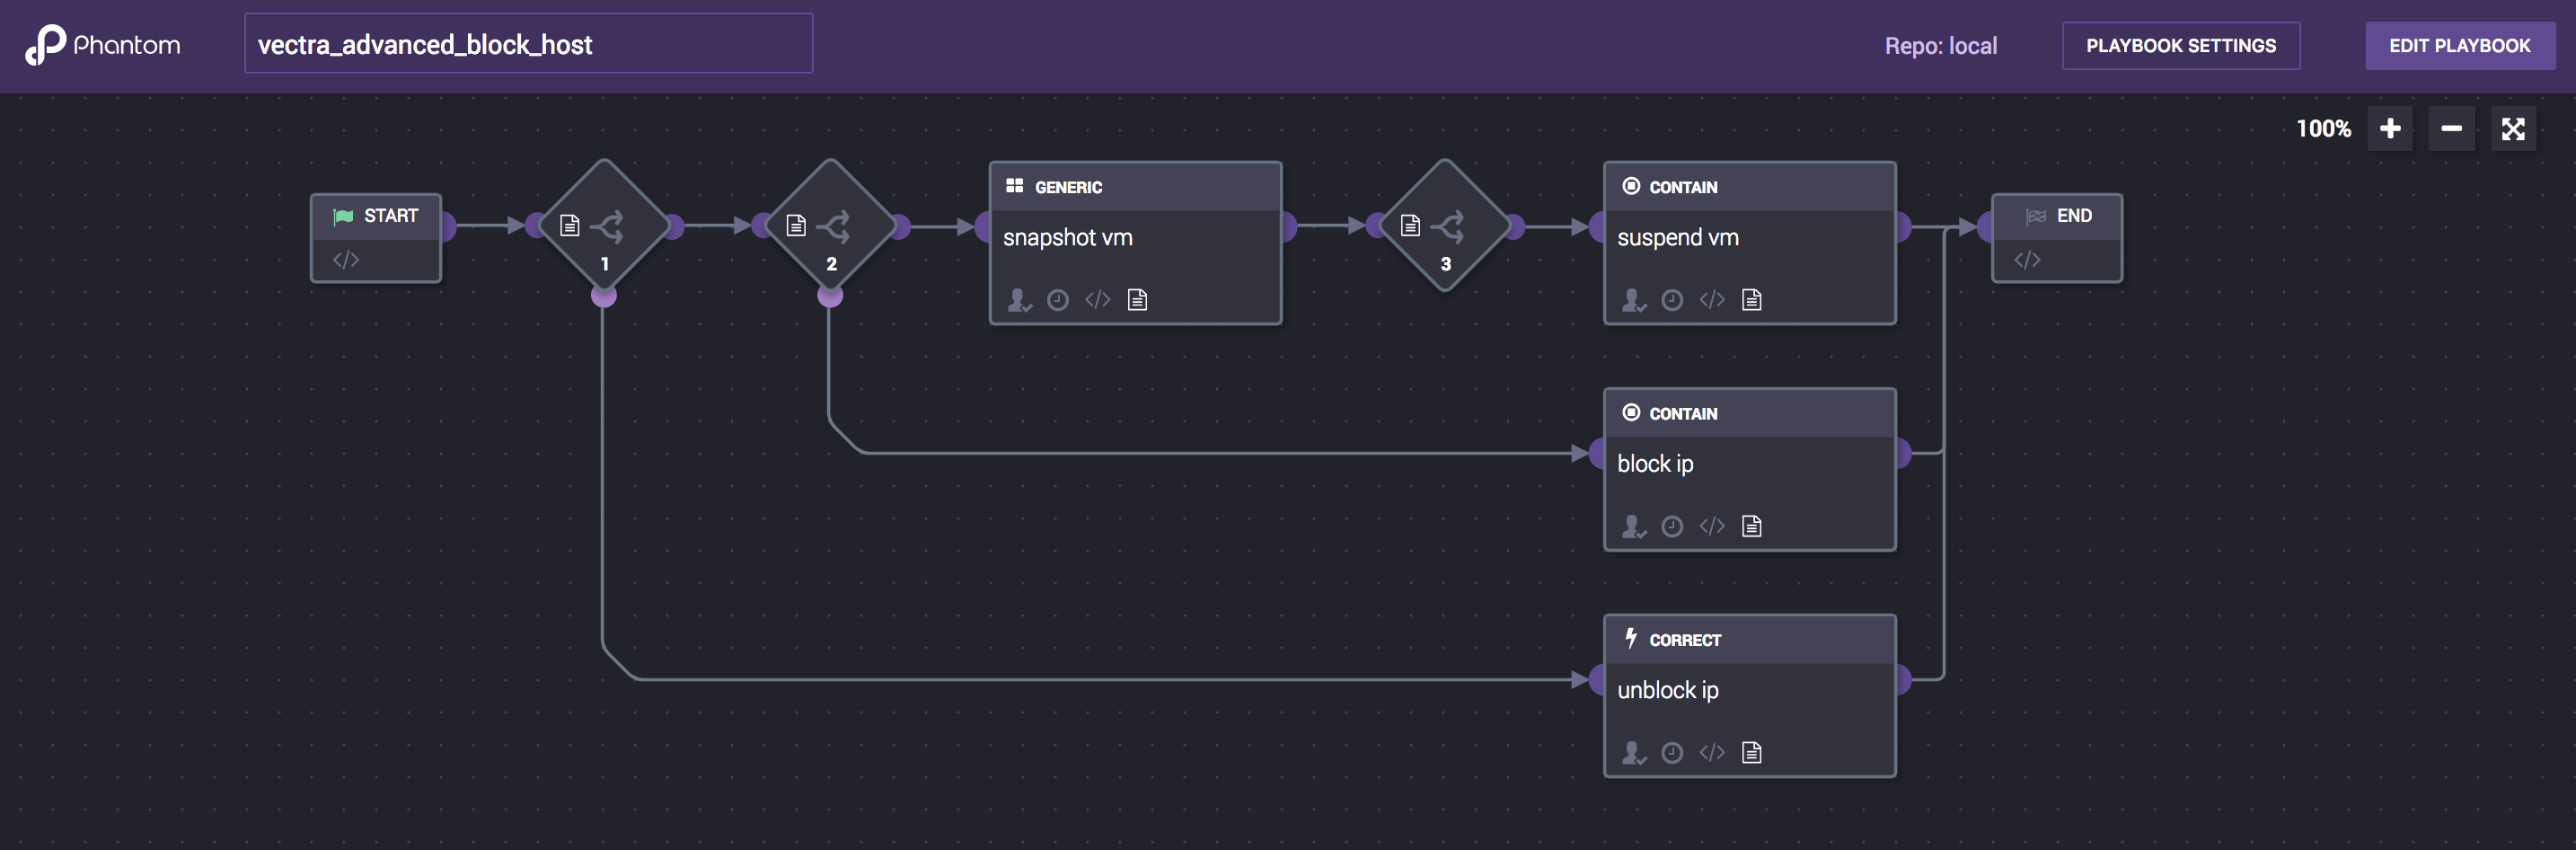 Phantom
vectra_advanced_block_host
Repo: local
PLAYBOOK SETTINGS
EDIT PLAYBOOK
100%
START
1
2
GENERIC
snapshot vm
3
CONTAIN
suspend vm
END
CONTAIN
block ip
CORRECT
unblock ip